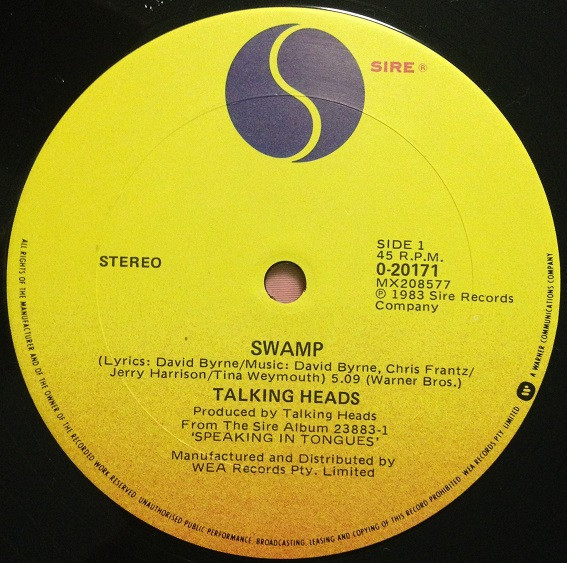 SIRE ®
STEREO
SIDE 1
45 R.P.M.
0-20171
MX208577
℗ 1983 Sire Records
Company
SWAMP
(Lyrics: David Byrne/Music: David Byrne, Chris Frantz/
Jerry Harrison/Tina Weymouth) 5.09 (Warner Bros.)
TALKING HEADS
Produced by Talking Heads
From The Sire Album 23883-1
'SPEAKING IN TONGUES'
Manufactured and Distributed by
WEA Records Pty. Limited
ALL RIGHTS OF THE MANUFACTURER AND OF THE OWNER OF THE RECORDED WORK RESERVED. UNAUTHORISED PUBLIC PERFORMANCE. BROADCASTING, LEASING AND COPYING OF THIS RECORD PROHIBITED. WEA RECORDS PTY. LIMITED
A WARNER COMMUNICATIONS COMPANY